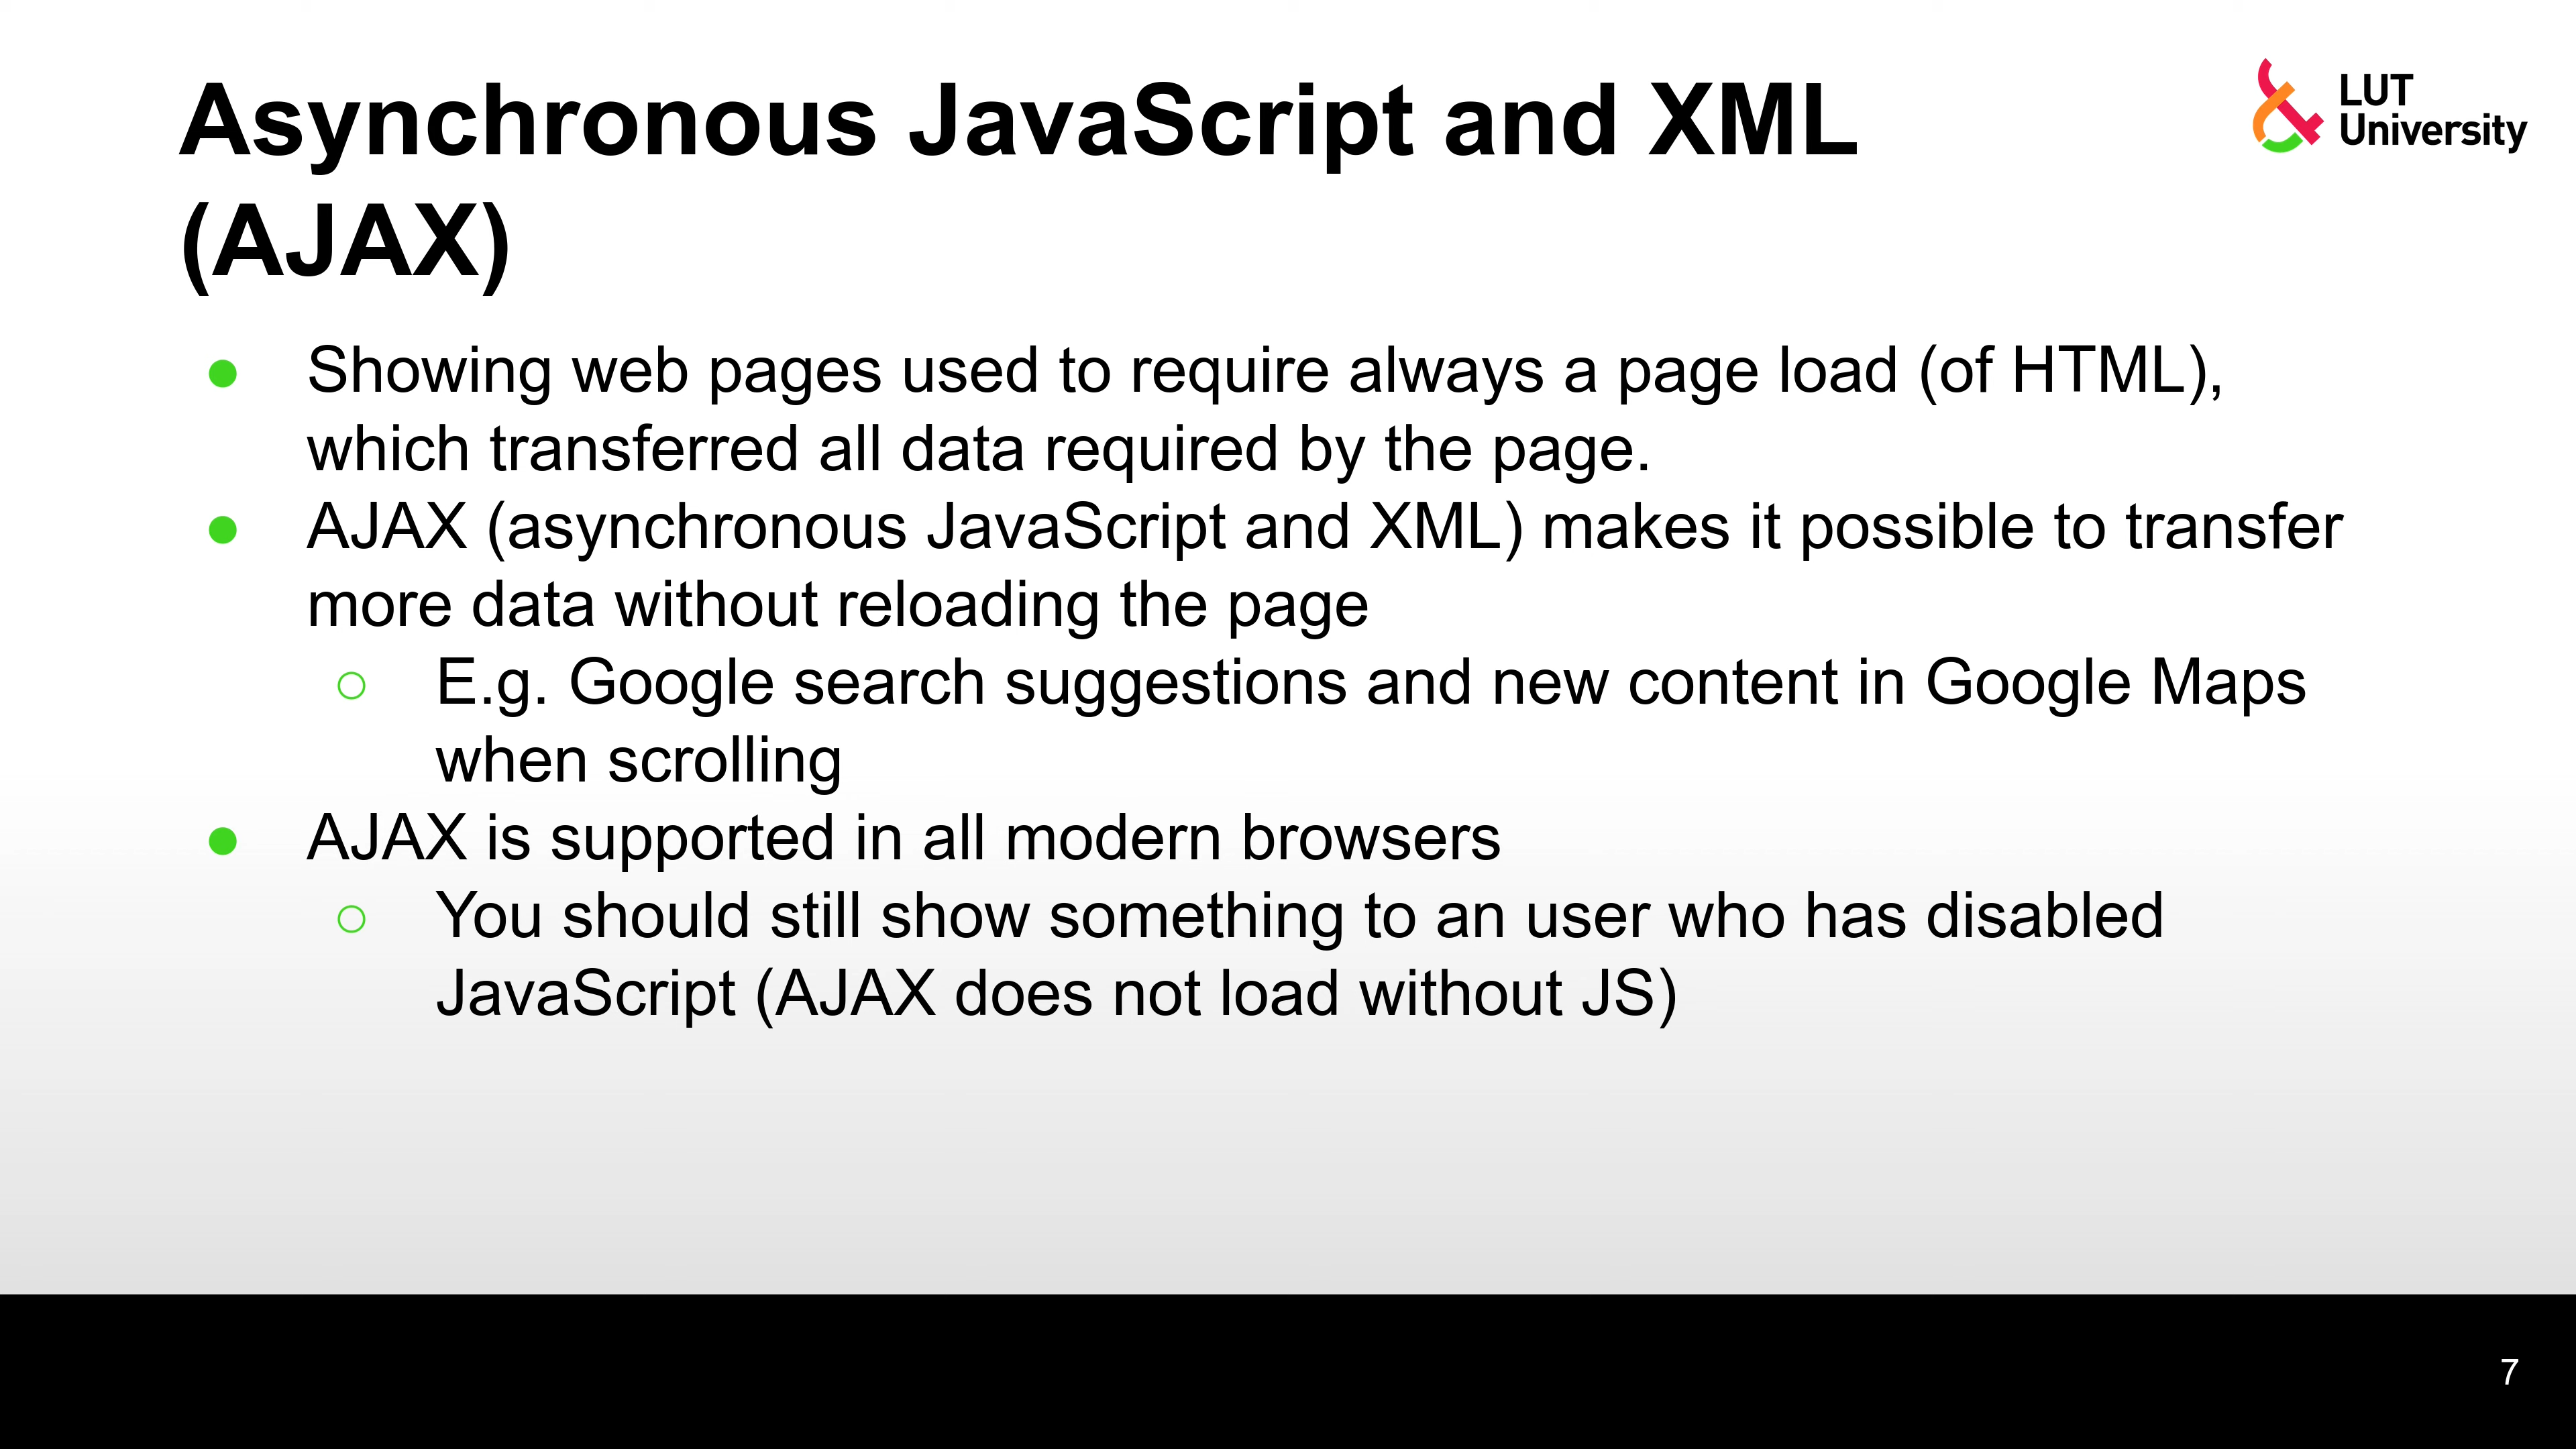 Asynchronous JavaScript and XML
(AJAX)
LUT
University
● Showing web pages used to require always a page load (of HTML),
which transferred all data required by the page.
● AJAX (asynchronous JavaScript and XML) makes it possible to transfer
more data without reloading the page
○ E.g. Google search suggestions and new content in Google Maps
when scrolling
● AJAX is supported in all modern browsers
○ You should still show something to an user who has disabled
JavaScript (AJAX does not load without JS)
7